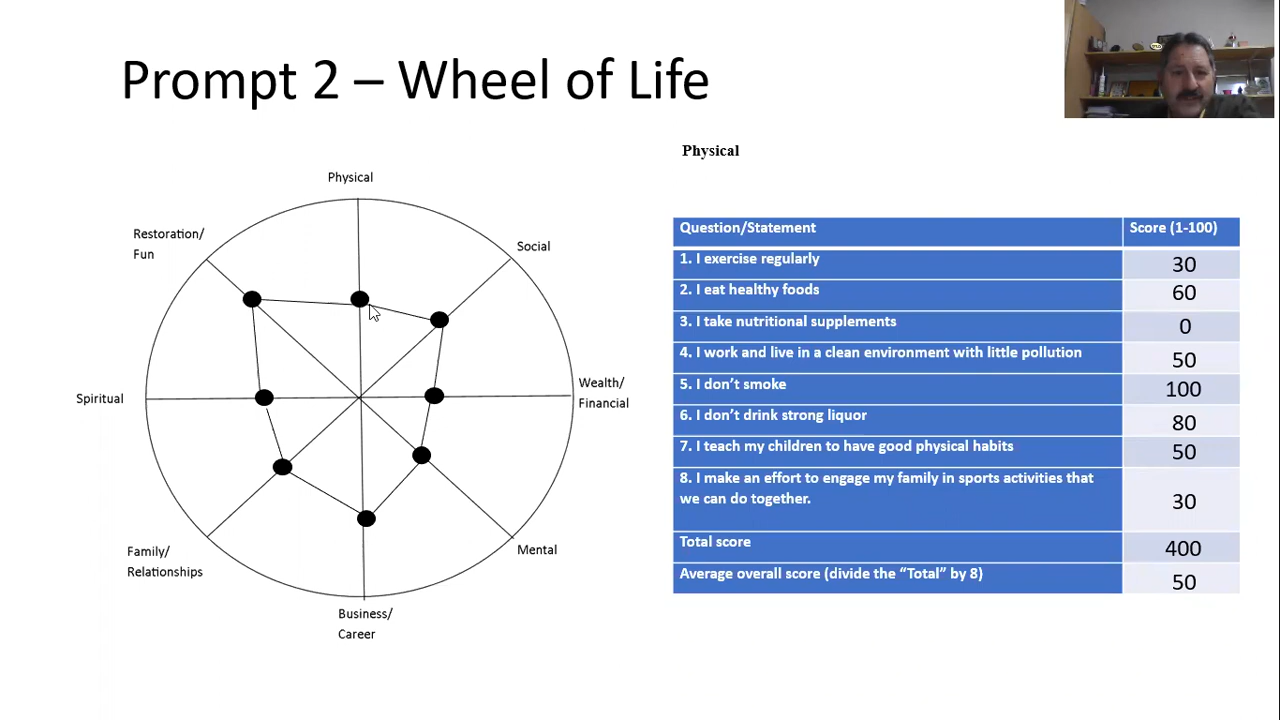 Prompt 2 – Wheel of Life
Physical
Physical
Restoration/
Fun
Social
Spiritual
Wealth/
Financial
Family/
Relationships
Mental
Business/
Career
Question/Statement Score (1-100)
1. I exercise regularly 30
2. I eat healthy foods 60
3. I take nutritional supplements 0
4. I work and live in a clean environment with little pollution 50
5. I don’t smoke 100
6. I don’t drink strong liquor 80
7. I teach my children to have good physical habits 50
8. I make an effort to engage my family in sports activities that
we can do together. 30
Total score 400
Average overall score (divide the “Total” by 8) 50